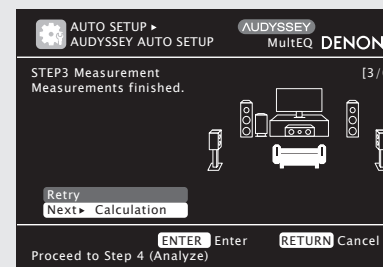 AUTO SETUP ▸
AUDYSSEY AUTO SETUP
AUDYSSEY
MultEQ DENON
STEP3 Measurement
[3/
Measurements finished.
Retry
Next▸ Calculation
ENTER Enter RETURN Cancel
Proceed to Step 4 (Analyze)